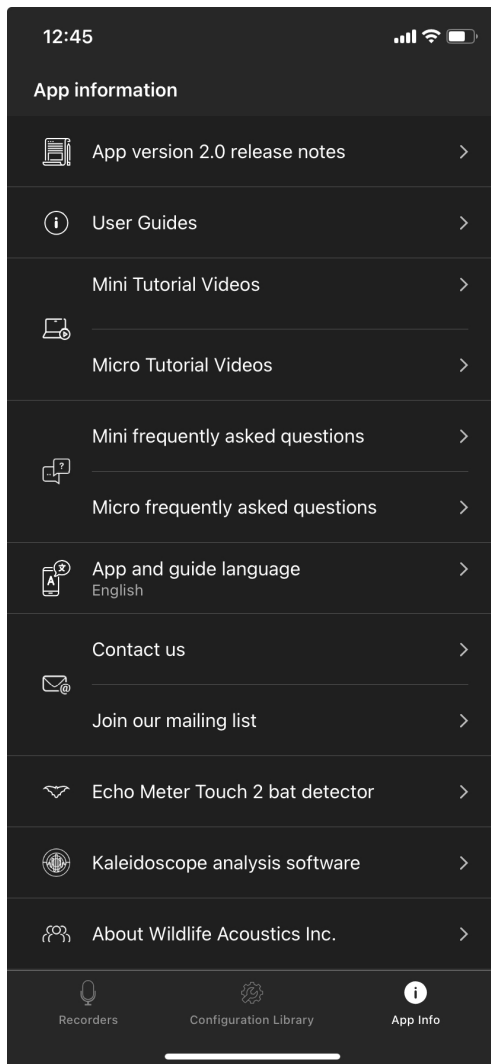 12:45
App information
App version 2.0 release notes
User Guides
Mini Tutorial Videos
Micro Tutorial Videos
Mini frequently asked questions
Micro frequently asked questions
App and guide language
English
Contact us
Join our mailing list
Echo Meter Touch 2 bat detector
Kaleidoscope analysis software
About Wildlife Acoustics Inc.
Recorders
Configuration Library
App Info